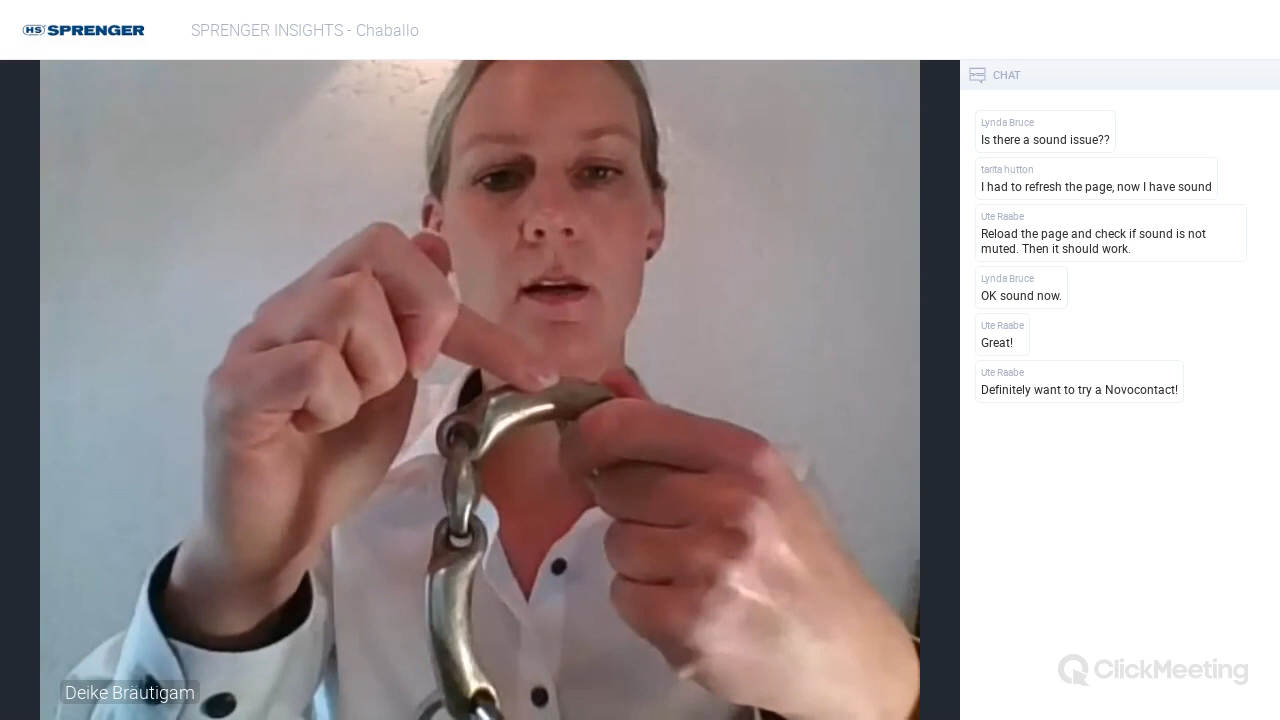 HS SPRENGER
SPRENGER INSIGHTS - Chaballo
CHAT
Lynda Bruce
Is there a sound issue??
tarita hutton
I had to refresh the page, now I have sound
Ute Raabe
Reload the page and check if sound is not
muted. Then it should work.
Lynda Bruce
OK sound now.
Ute Raabe
Great!
Ute Raabe
Definitely want to try a Novocontact!
Deike Bräutigam
ClickMeeting